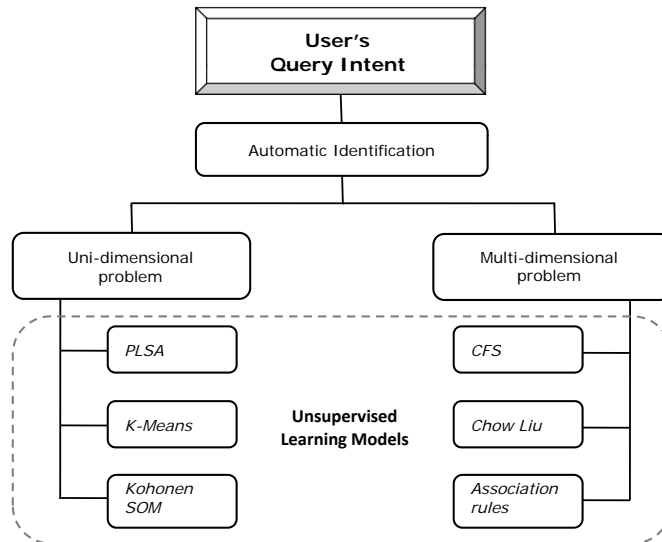 User's
Query Intent
Automatic Identification
Uni-dimensional
problem
Multi-dimensional
problem
PLSA
CFS
K-Means
Unsupervised
Learning Models
Chow Liu
Kohonen
SOM
Association
rules